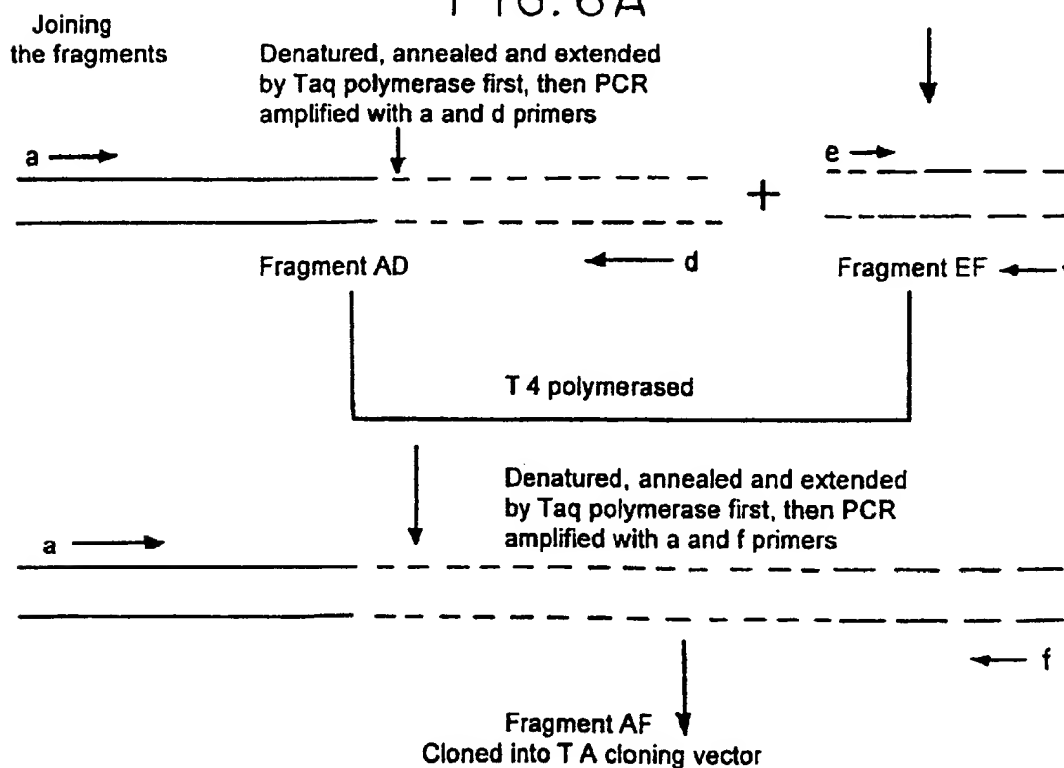 FIG. 6A
Joining
the fragments
Denatured, annealed and extended
by Taq polymerase first, then PCR
amplified with a and d primers
a
e
+
d
Fragment AD
Fragment EF
T 4 polymerased
Denatured, annealed and extended
by Taq polymerase first, then PCR
amplified with a and f primers
a
f
Fragment AF
Cloned into T A cloning vector